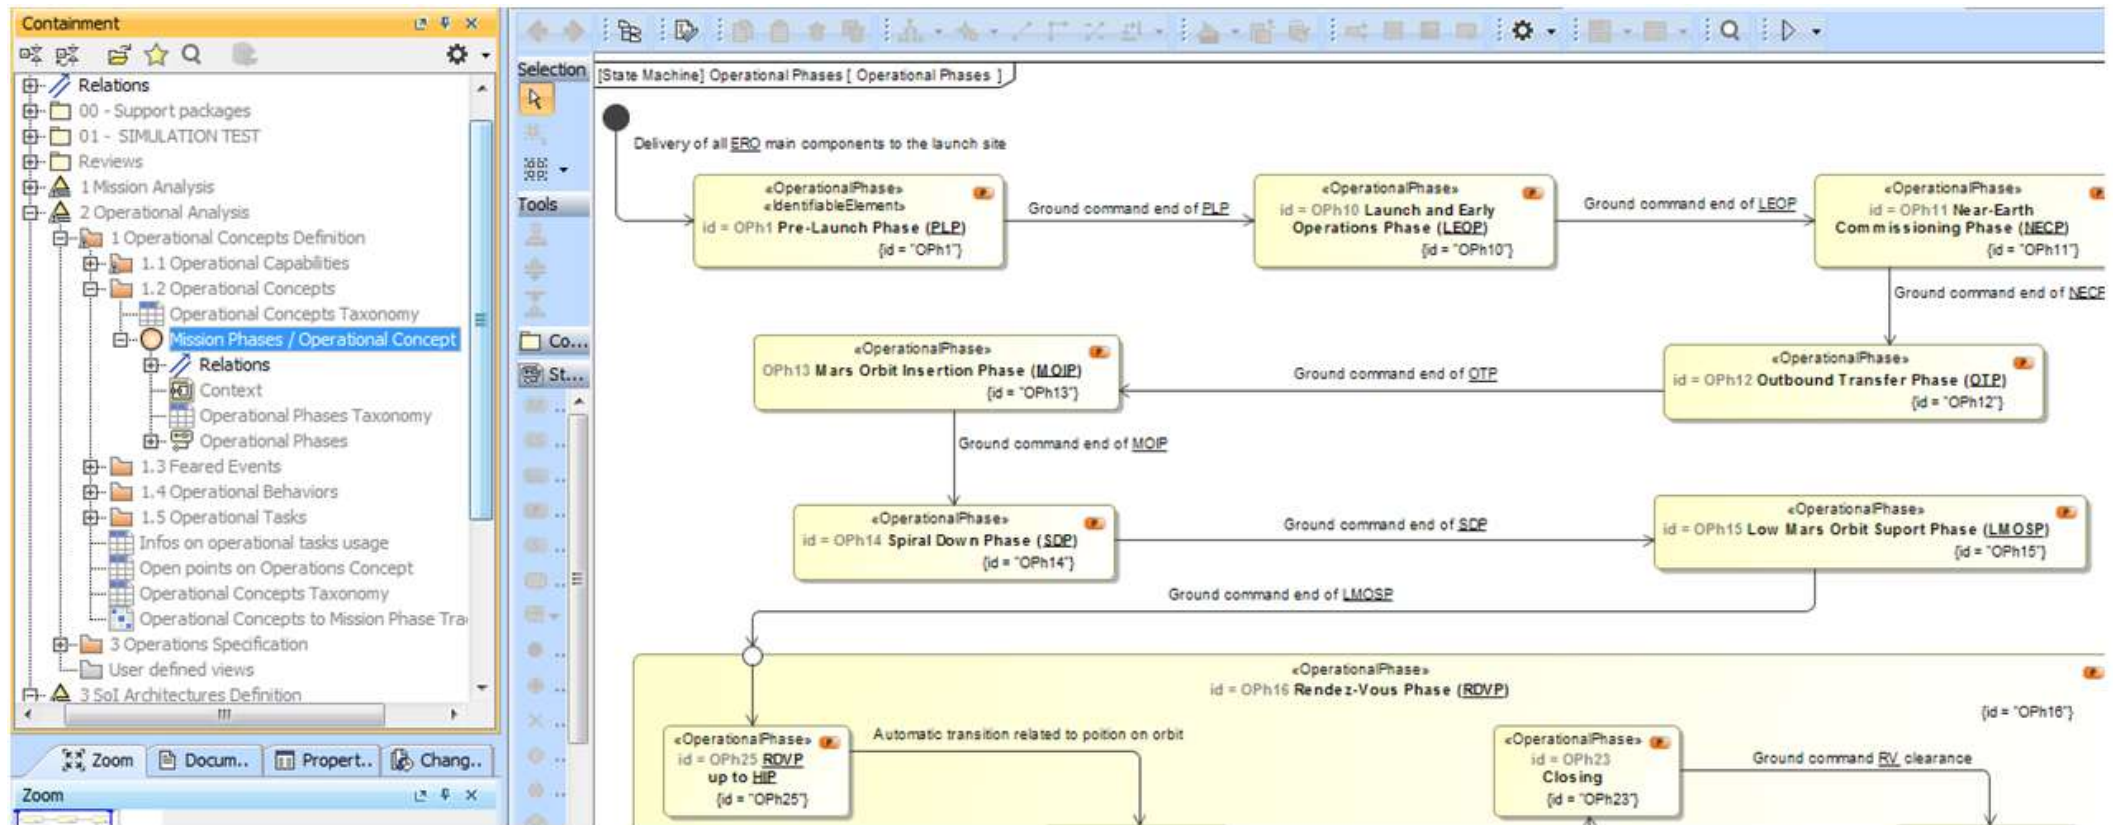 Containment
Relations
00 - Support packages
01 - SIMULATION TEST
Reviews
1 Mission Analysis
2 Operational Analysis
1 Operational Concepts Definition
1.1 Operational Capabilities
1.2 Operational Concepts
Operational Concepts Taxonomy
Mission Phases / Operational Concept
Relations
Context
Operational Phases Taxonomy
Operational Phases
1.3 Feared Events
1.4 Operational Behaviors
1.5 Operational Tasks
Infos on operational tasks usage
Open points on Operations Concept
Operational Concepts Taxonomy
Operational Concepts to Mission Phase Tra
3 Operations Specification
User defined views
3 SoI Architectures Definition
Zoom
Docum..
Propert..
Chang..
Zoom
Selection
Tools
Co...
St...
[State Machine] Operational Phases [ Operational Phases ]
Delivery of all ERO main components to the launch site
«OperationalPhase»
«IdentifiableElement»
id = OPh1 Pre-Launch Phase (PLP)
{id = "OPh1"}
Ground command end of PLP
«OperationalPhase»
id = OPh10 Launch and Early
Operations Phase (LEOP)
{id = "OPh10"}
Ground command end of LEOP
«OperationalPhase»
id = OPh11 Near-Earth
Commissioning Phase (NECP)
{id = "OPh11"}
Ground command end of NECP
«OperationalPhase»
id = OPh12 Outbound Transfer Phase (OTP)
{id = "OPh12"}
Ground command end of OTP
«OperationalPhase»
OPh13 Mars Orbit Insertion Phase (MOIP)
{id = "OPh13"}
Ground command end of MOIP
«OperationalPhase»
id = OPh14 Spiral Down Phase (SDP)
{id = "OPh14"}
Ground command end of SDP
«OperationalPhase»
id = OPh15 Low Mars Orbit Suport Phase (LMOSP)
{id = "OPh15"}
Ground command end of LMOSP
«OperationalPhase»
id = OPh16 Rendez-Vous Phase (RDVP)
{id = "OPh16"}
«OperationalPhase»
id = OPh25 RDVP
up to HIP
{id = "OPh25"}
Automatic transition related to poition on orbit
«OperationalPhase»
id = OPh23
Closing
{id = "OPh23"}
Ground command RV clearance